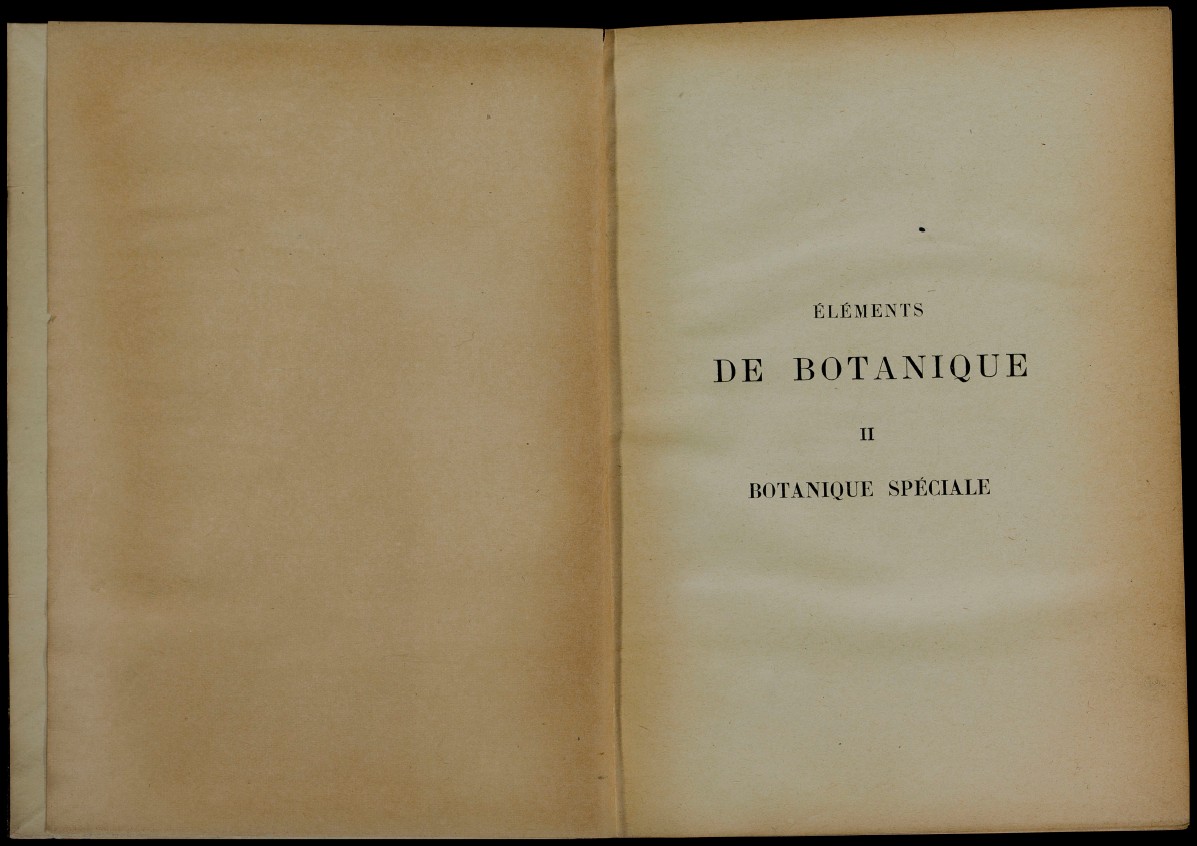 ÉLÉMENTS
DE BOTANIQUE
II
BOTANIQUE SPÉCIALE